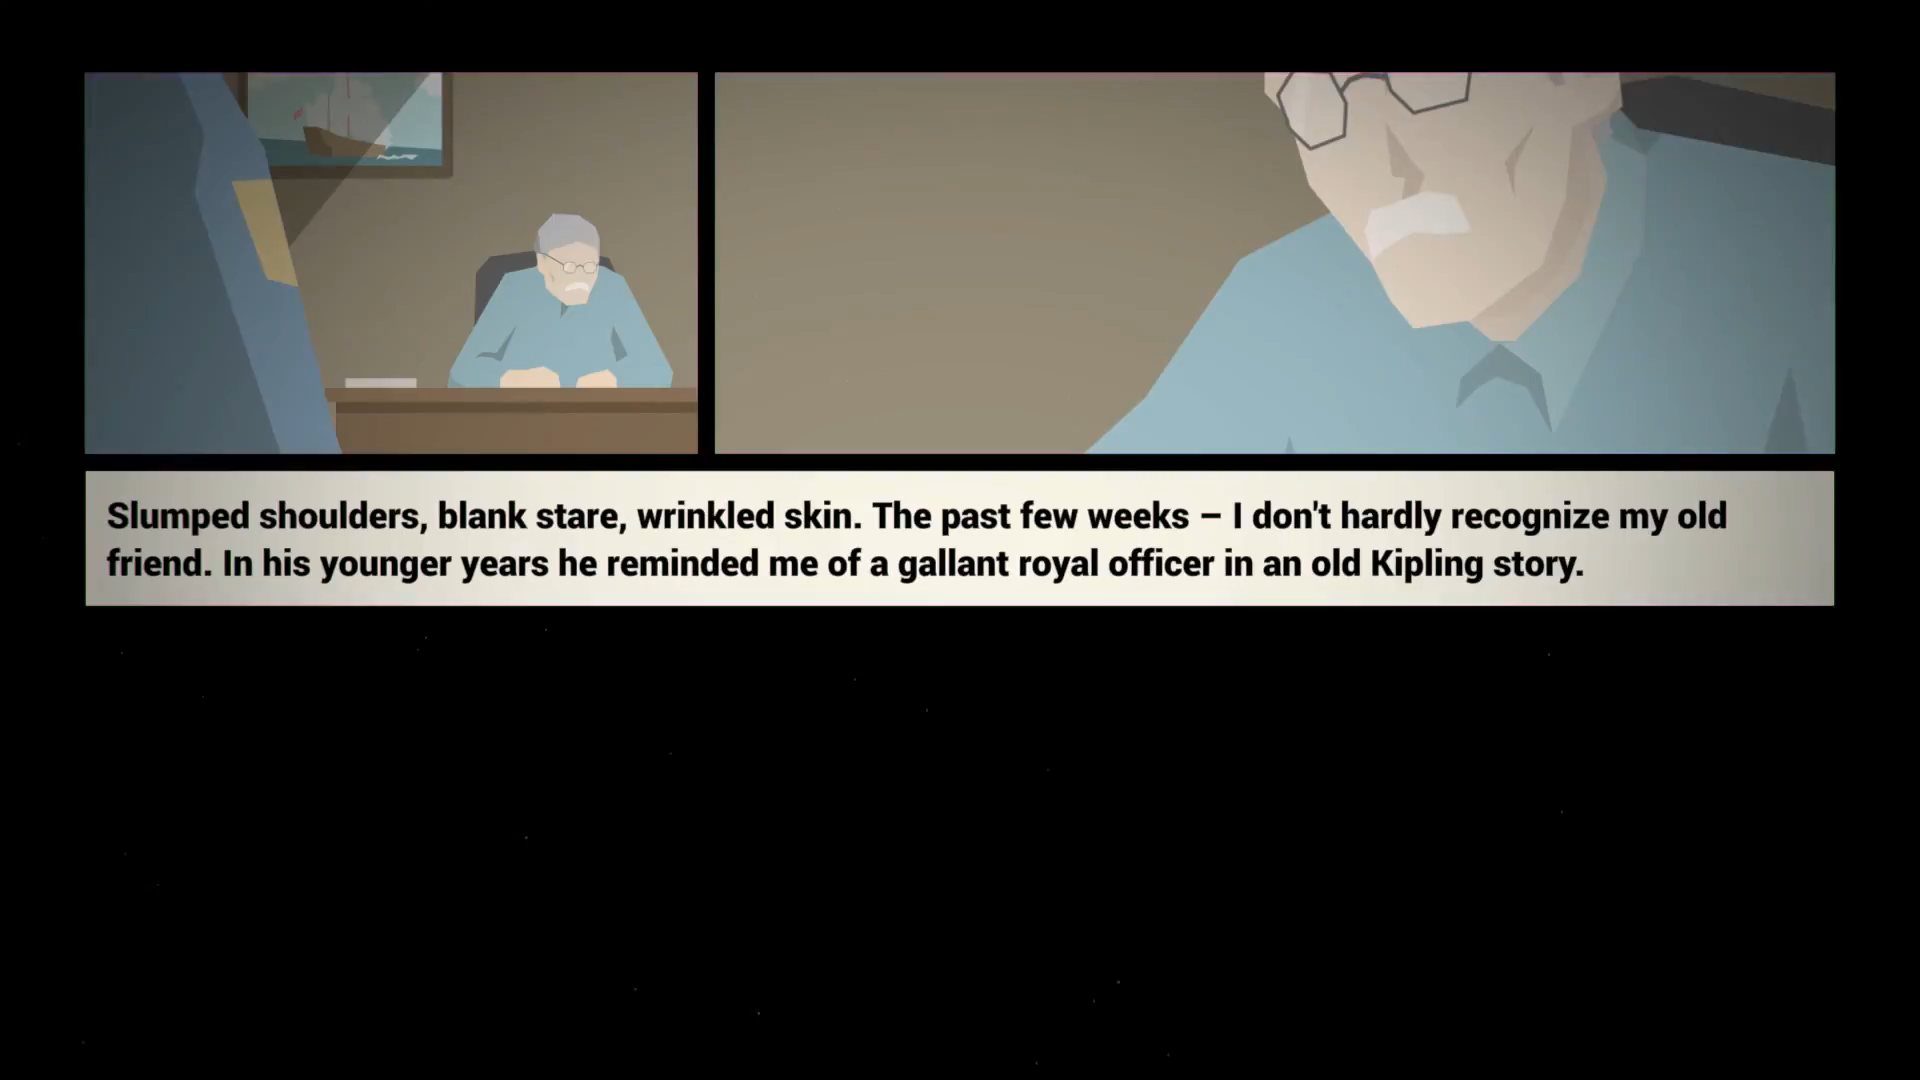 Slumped shoulders, blank stare, wrinkled skin. The past few weeks – I don't hardly recognize my old
friend. In his younger years he reminded me of a gallant royal officer in an old Kipling story.